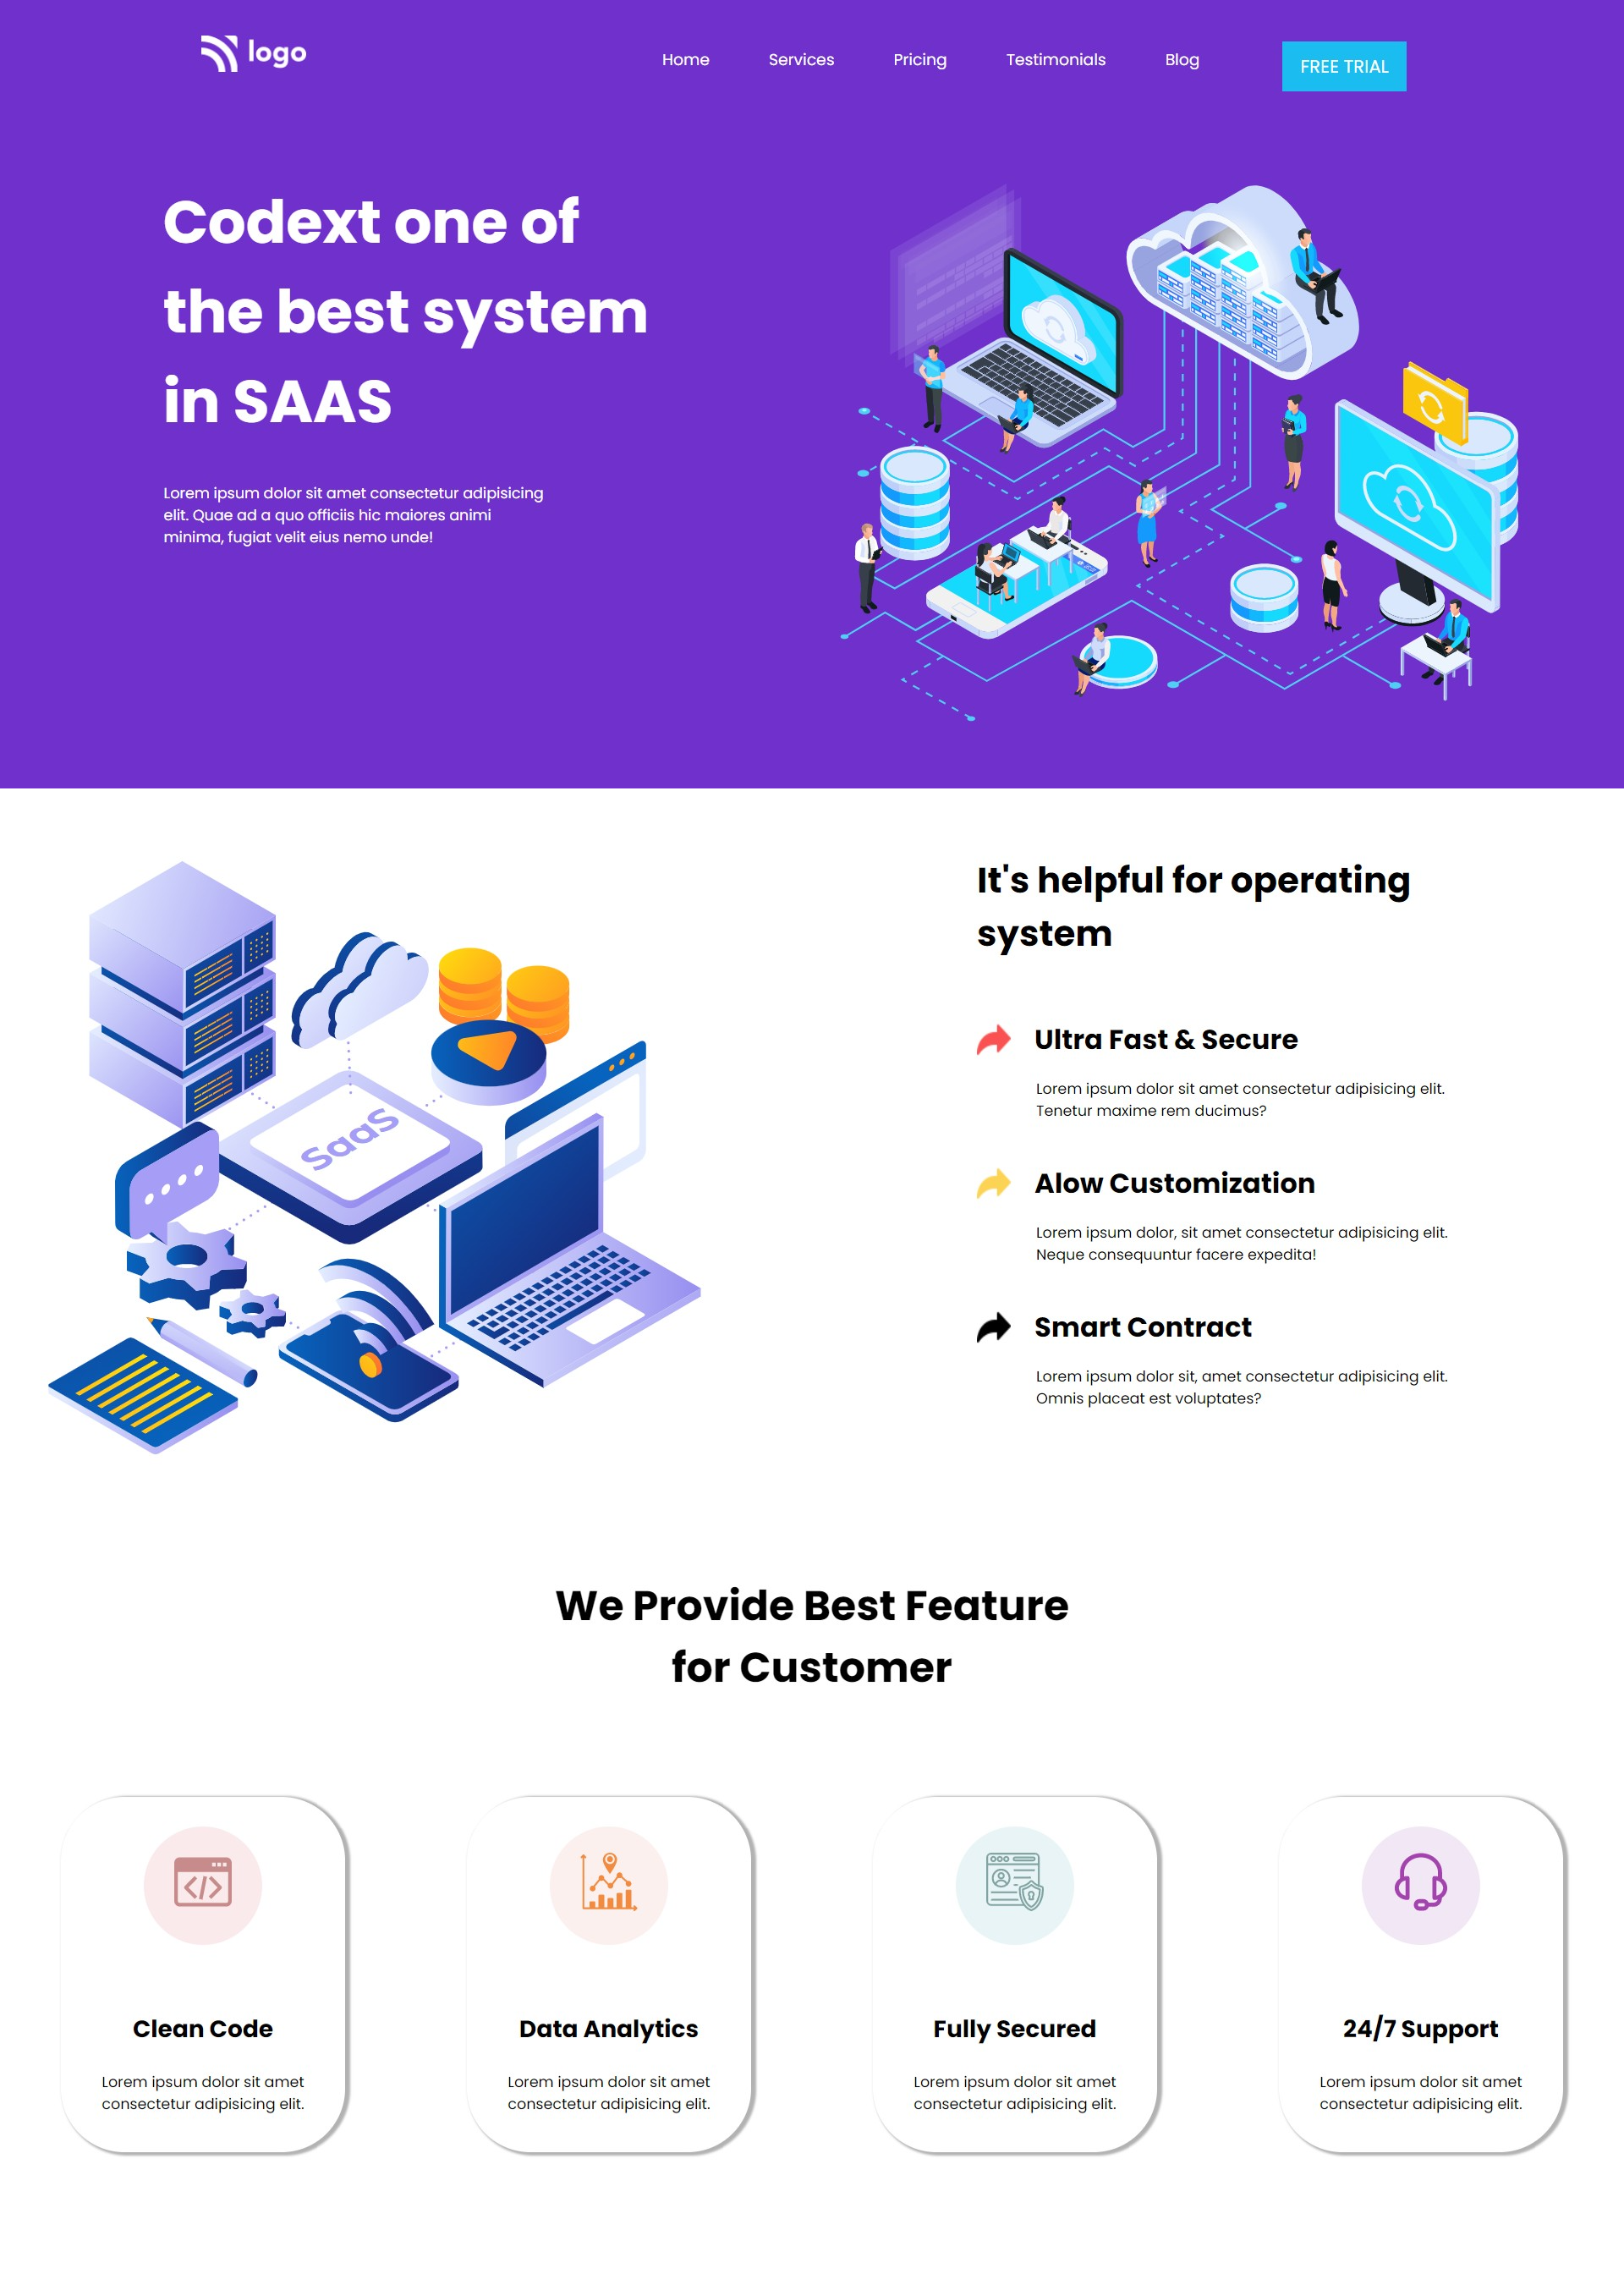 logo
Home
Services
Pricing
Testimonials
Blog
FREE TRIAL
Codext one of
the best system
in SAAS
Lorem ipsum dolor sit amet consectetur adipisicing
elit. Quae ad a quo officiis hic maiores animi
minima, fugiat velit eius nemo unde!
SaaS
It's helpful for operating
system
Ultra Fast & Secure
Lorem ipsum dolor sit amet consectetur adipisicing elit.
Tenetur maxime rem ducimus?
Alow Customization
Lorem ipsum dolor, sit amet consectetur adipisicing elit.
Neque consequuntur facere expedita!
Smart Contract
Lorem ipsum dolor sit, amet consectetur adipisicing elit.
Omnis placeat est voluptates?
We Provide Best Feature
for Customer
Clean Code
Lorem ipsum dolor sit amet
consectetur adipisicing elit.
Data Analytics
Lorem ipsum dolor sit amet
consectetur adipisicing elit.
Fully Secured
Lorem ipsum dolor sit amet
consectetur adipisicing elit.
24/7 Support
Lorem ipsum dolor sit amet
consectetur adipisicing elit.